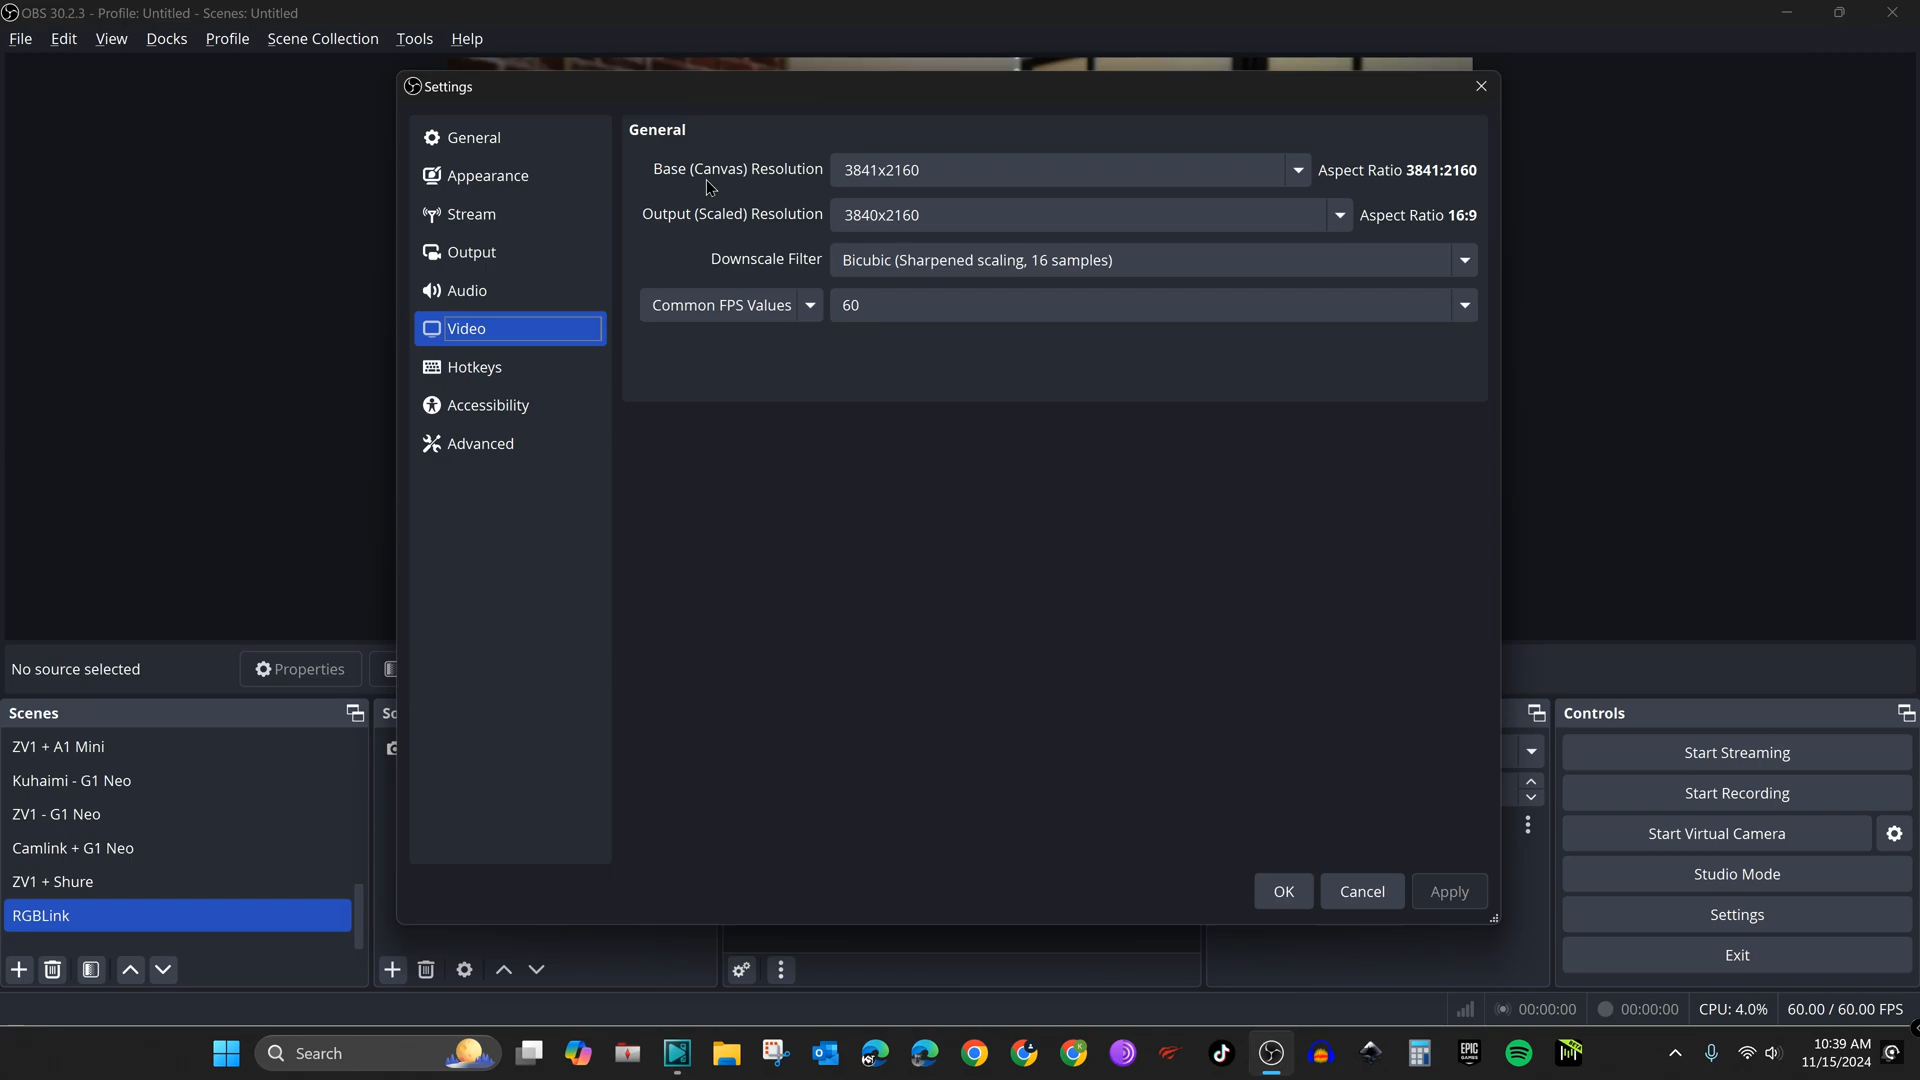 OBS 30.2.3 - Profile: Untitled - Scenes: Untitled
File Edit View Docks Profile Scene Collection Tools Help
Settings
General
Appearance
Stream
Output
Audio
Video
Hotkeys
Accessibility
Advanced
General
Base (Canvas) Resolution 3841x2160 Aspect Ratio 3841:2160
Output (Scaled) Resolution 3840x2160 Aspect Ratio 16:9
Downscale Filter Bicubic (Sharpened scaling, 16 samples)
Common FPS Values 60
OK Cancel Apply
No source selected Properties
Scenes
ZV1 + A1 Mini
Kuhaimi - G1 Neo
ZV1 - G1 Neo
Camlink + G1 Neo
ZV1 + Shure
RGBLink
So
Controls
Start Streaming
Start Recording
Start Virtual Camera
Studio Mode
Settings
Exit
00:00:00 00:00:00 CPU: 4.0% 60.00 / 60.00 FPS
Search
10:39 AM
11/15/2024